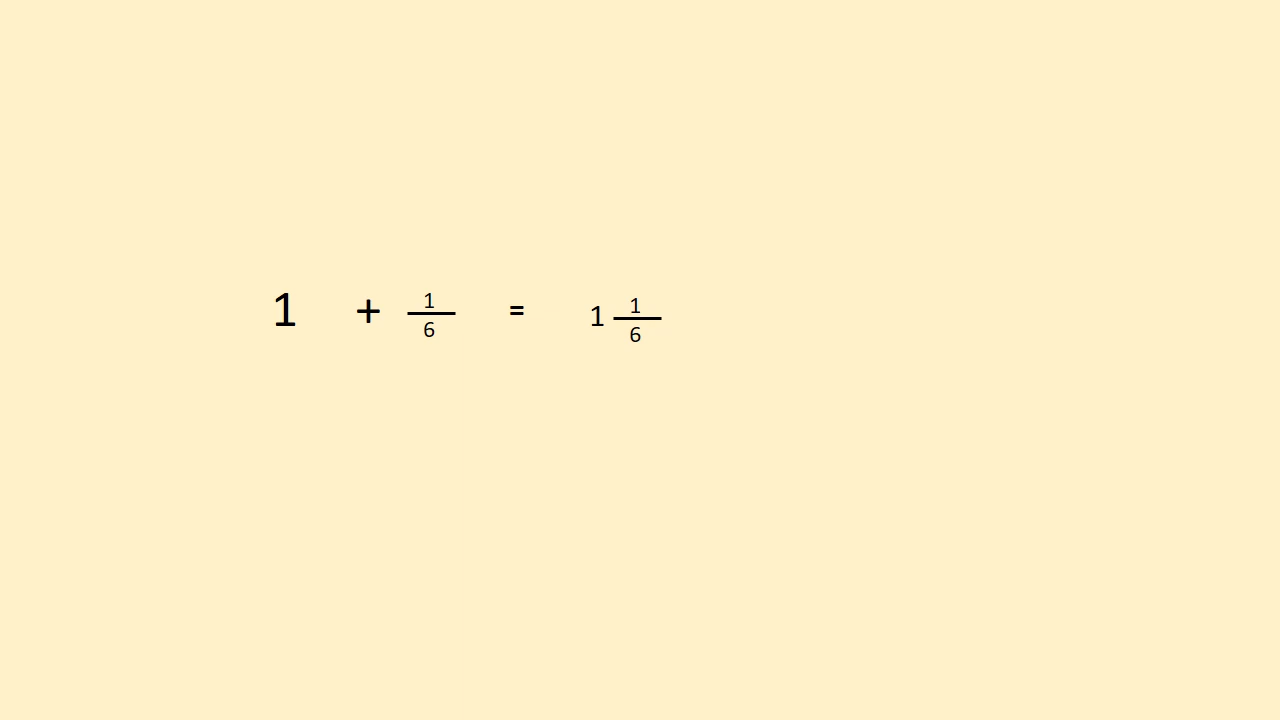 1 + 1/6 = 1 1/6